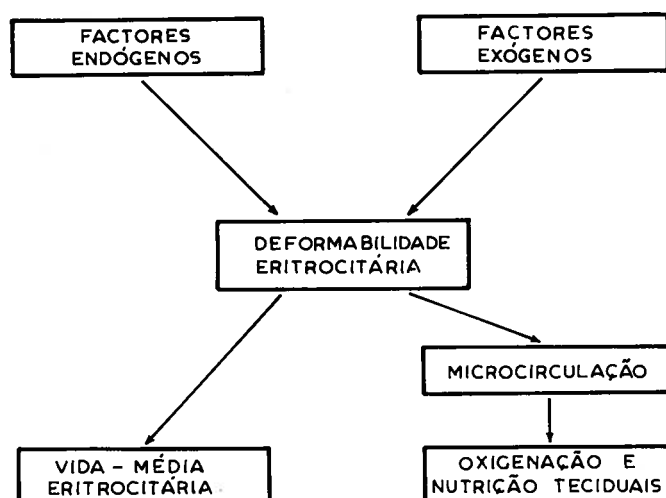 FACTORES
ENDÓGENOS
FACTORES
EXÓGENOS
DEFORMABILIDADE
ERITROCITÁRIA
MICROCIRCULAÇÃO
VIDA - MÉDIA
ERITROCITÁRIA
OXIGENAÇÃO E
NUTRIÇÃO TECIDUAIS